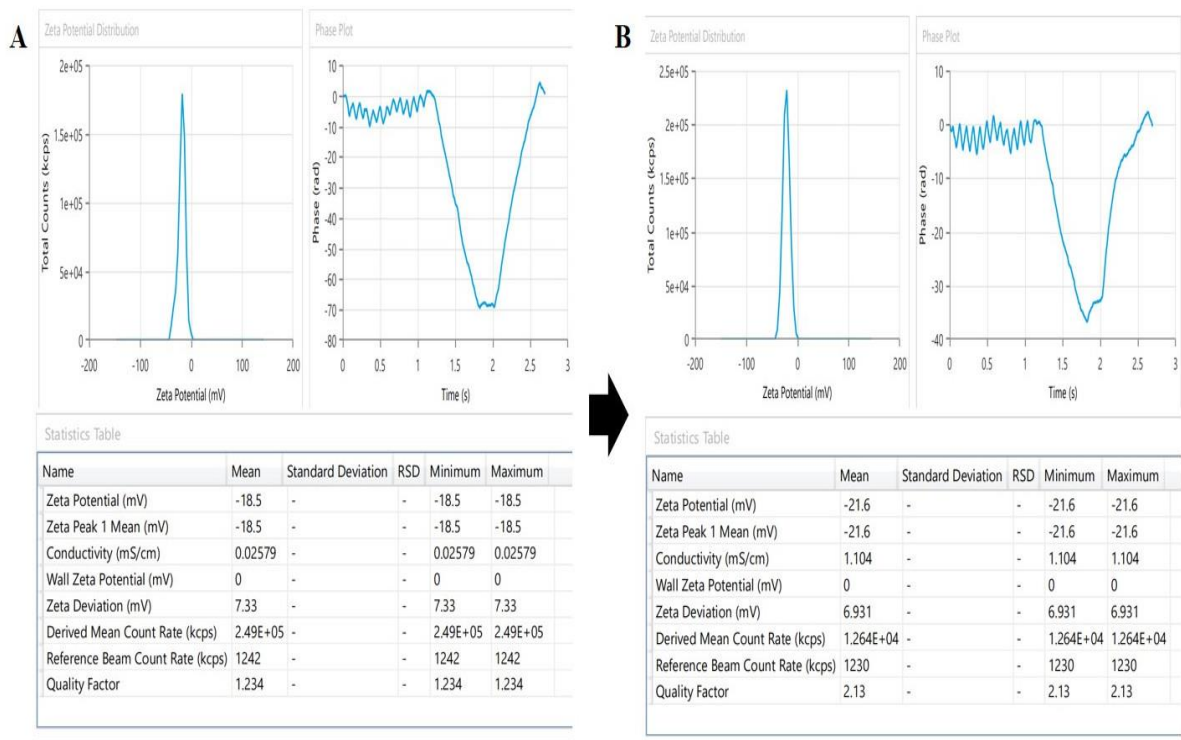 A
Zeta Potential Distribution
2e+05
1.5e+05
1e+05
5e+04
0
Total Counts (kcps)
-200 -100 0 100 200
Zeta Potential (mV)
Phase Plot
10
0
-10
-20
-30
-40
-50
-60
-70
-80
Phase (rad)
0 0.5 1 1.5 2 2.5 3
Time (s)
Statistics Table
Name Mean Standard Deviation RSD Minimum Maximum
Zeta Potential (mV) -18.5 - - -18.5 -18.5
Zeta Peak 1 Mean (mV) -18.5 - - -18.5 -18.5
Conductivity (mS/cm) 0.02579 - - 0.02579 0.02579
Wall Zeta Potential (mV) 0 - - 0 0
Zeta Deviation (mV) 7.33 - - 7.33 7.33
Derived Mean Count Rate (kcps) 2.49E+05 - - 2.49E+05 2.49E+05
Reference Beam Count Rate (kcps) 1242 - - 1242 1242
Quality Factor 1.234 - - 1.234 1.234
B
Zeta Potential Distribution
2.5e+05
2e+05
1.5e+05
1e+05
5e+04
0
Total Counts (kcps)
-200 -100 0 100 200
Zeta Potential (mV)
Phase Plot
10
0
-10
-20
-30
-40
Phase (rad)
0 0.5 1 1.5 2 2.5 3
Time (s)
Statistics Table
Name Mean Standard Deviation RSD Minimum Maximum
Zeta Potential (mV) -21.6 - - -21.6 -21.6
Zeta Peak 1 Mean (mV) -21.6 - - -21.6 -21.6
Conductivity (mS/cm) 1.104 - - 1.104 1.104
Wall Zeta Potential (mV) 0 - - 0 0
Zeta Deviation (mV) 6.931 - - 6.931 6.931
Derived Mean Count Rate (kcps) 1.264E+04 - - 1.264E+04 1.264E+04
Reference Beam Count Rate (kcps) 1230 - - 1230 1230
Quality Factor 2.13 - - 2.13 2.13